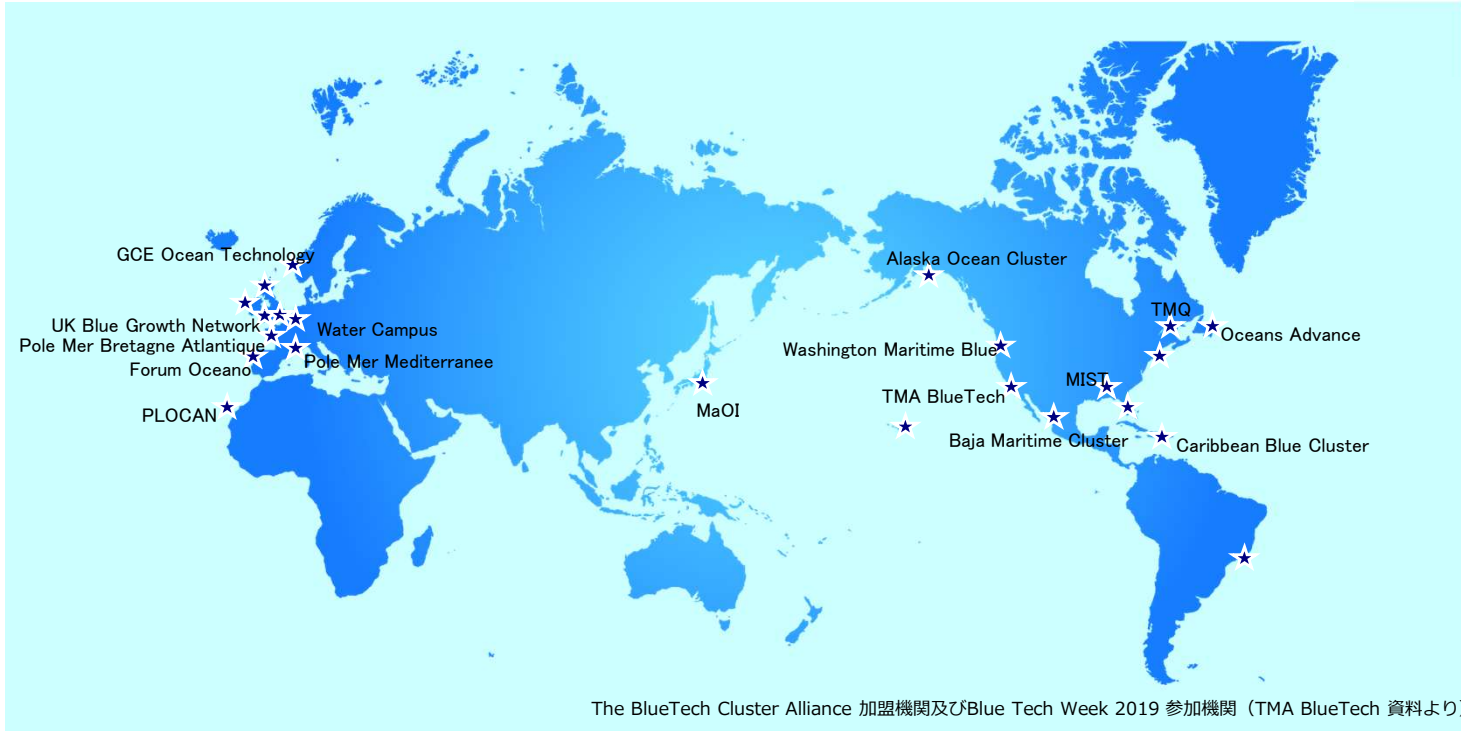 GCE Ocean Technology
Alaska Ocean Cluster
TMQ
UK Blue Growth Network
Water Campus
Oceans Advance
Pole Mer Bretagne Atlantique
Washington Maritime Blue
Forum Oceano
Pole Mer Mediterranee
MIST
TMA BlueTech
PLOCAN
MaOI
Baja Maritime Cluster
Caribbean Blue Cluster
The BlueTech Cluster Alliance 加盟機関及びBlue Tech Week 2019 参加機関（TMA BlueTech 資料より）